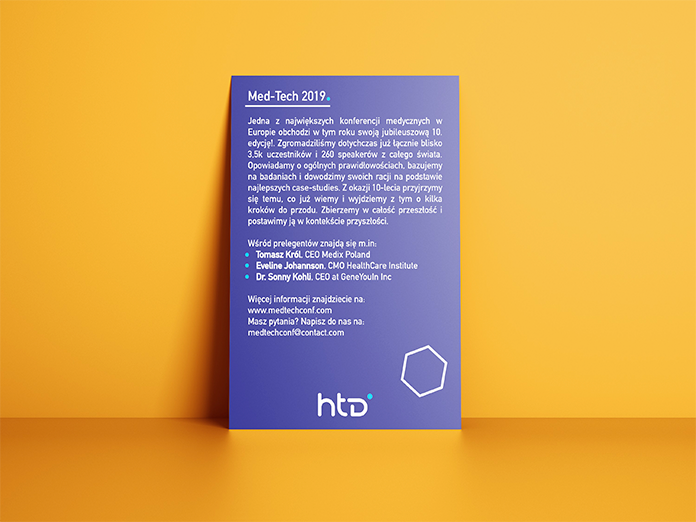 Med-Tech 2019.
Jedna z największych konferencji medycznych w
Europie obchodzi w tym roku swoją jubileuszową 10.
edycję!. Zgromadziliśmy dotychczas już łącznie blisko
3,5k uczestników i 260 speakerów z całego świata.
Opowiadamy o ogólnych prawidłowościach, bazujemy
na badaniach i dowodzimy swoich racji na podstawie
najlepszych case-studies. Z okazji 10-lecia przyjrzymy
się temu, co już wiemy i wyjdziemy z tym o kilka
kroków do przodu. Zbierzemy w całość przeszłość i
postawimy ją w kontekście przyszłości.
Wśród prelegentów znajdą się m.in:
• Tomasz Król, CEO Medix Poland
• Eveline Johannson, CMO HealthCare Institute
• Dr. Sonny Kohli, CEO at GeneYouIn Inc
Więcej informacji znajdziecie na:
www.medtechconf.com
Masz pytania? Napisz do nas na:
medtechconf@contact.com
htD